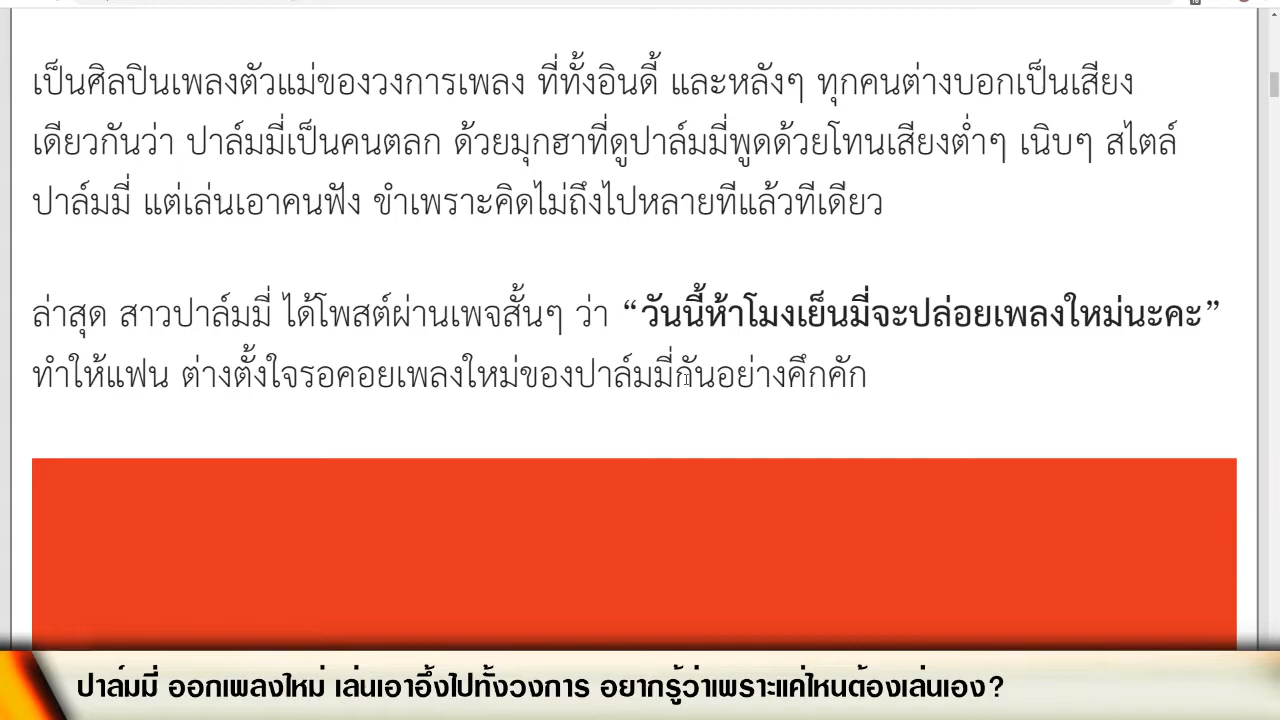 เป็นศิลปินเพลงตัวแม่ของวงการเพลง ที่ทั้งอินดี้ และหลังๆ ทุกคนต่างบอกเป็นเสียง
เดียวกันว่า ปาล์มมี่เป็นคนตลก ด้วยมุกฮาที่ดูปาล์มมี่พูดด้วยโทนเสียงต่ำๆ เนิบๆ สไตล์
ปาล์มมี่ แต่เล่นเอาคนฟัง ขำเพราะคิดไม่ถึงไปหลายทีแล้วทีเดียว
ล่าสุด สาวปาล์มมี่ ได้โพสต์ผ่านเพจสั้นๆ ว่า “วันนี้ห้าโมงเย็นมี่จะปล่อยเพลงใหม่นะคะ”
ทำให้แฟน ต่างตั้งใจรอคอยเพลงใหม่ของปาล์มมี่กันอย่างคึกคัก
ปาล์มมี่ ออกเพลงใหม่ เล่นเอาอึ้งไปทั้งวงการ อยากรู้ว่าเพราะแค่ไหนต้องเล่นเอง?